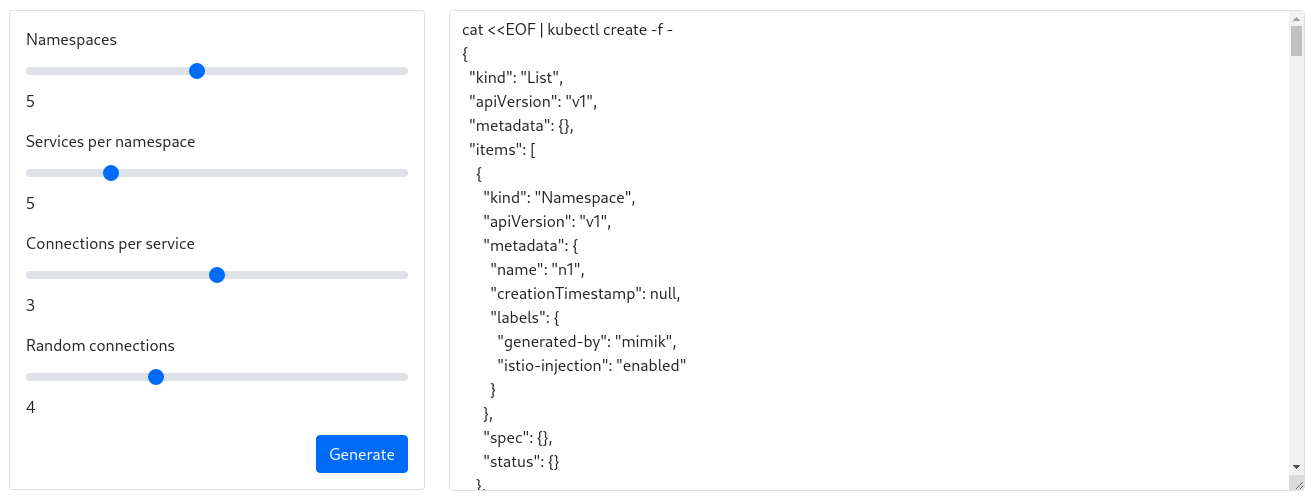 Namespaces
5
Services per namespace
5
Connections per service
3
Random connections
4
Generate
cat <<EOF | kubectl create -f -
{
  "kind": "List",
  "apiVersion": "v1",
  "metadata": {},
  "items": [
    {
      "kind": "Namespace",
      "apiVersion": "v1",
      "metadata": {
        "name": "n1",
        "creationTimestamp": null,
        "labels": {
          "generated-by": "mimik",
          "istio-injection": "enabled"
        }
      },
      "spec": {},
      "status": {}
    },